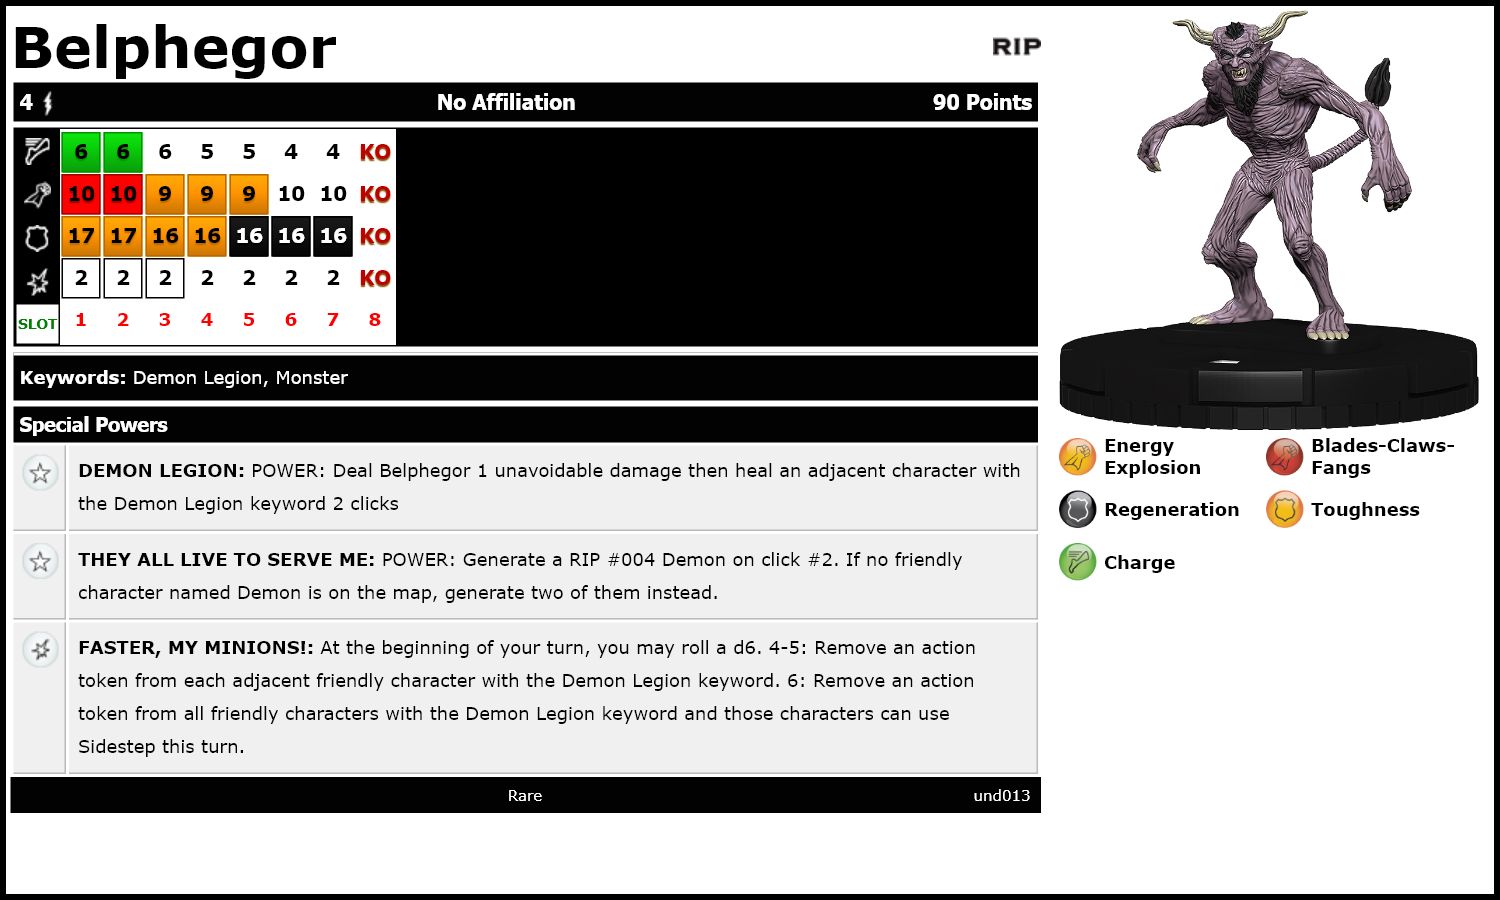 Belphegor
RIP
4 No Affiliation 90 Points
6 6 6 5 5 4 4 KO
10 10 9 9 9 10 10 KO
17 17 16 16 16 16 16 KO
2 2 2 2 2 2 2 KO
SLOT 1 2 3 4 5 6 7 8
Keywords: Demon Legion, Monster
Special Powers
DEMON LEGION: POWER: Deal Belphegor 1 unavoidable damage then heal an adjacent character with
the Demon Legion keyword 2 clicks
THEY ALL LIVE TO SERVE ME: POWER: Generate a RIP #004 Demon on click #2. If no friendly
character named Demon is on the map, generate two of them instead.
FASTER, MY MINIONS!: At the beginning of your turn, you may roll a d6. 4-5: Remove an action
token from each adjacent friendly character with the Demon Legion keyword. 6: Remove an action
token from all friendly characters with the Demon Legion keyword and those characters can use
Sidestep this turn.
Rare und013
Energy
Explosion
Blades-Claws-
Fangs
Regeneration
Toughness
Charge